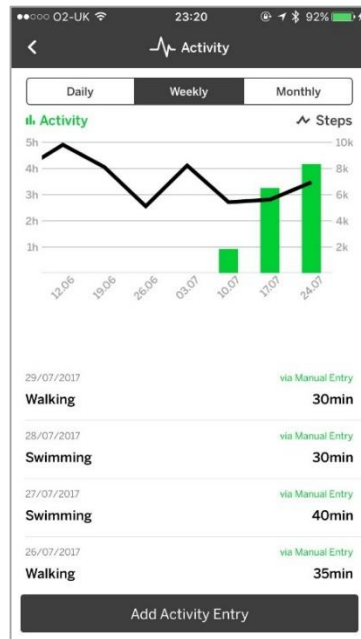 O2-UK 23:20 92%
Activity
Daily Weekly Monthly
Activity Steps
5h 10k
4h 8k
3h 6k
2h 4k
1h 2k
12.06 19.06 26.06 03.07 10.07 17.07 24.07
29/07/2017 via Manual Entry
Walking 30min
28/07/2017 via Manual Entry
Swimming 30min
27/07/2017 via Manual Entry
Swimming 40min
26/07/2017 via Manual Entry
Walking 35min
Add Activity Entry